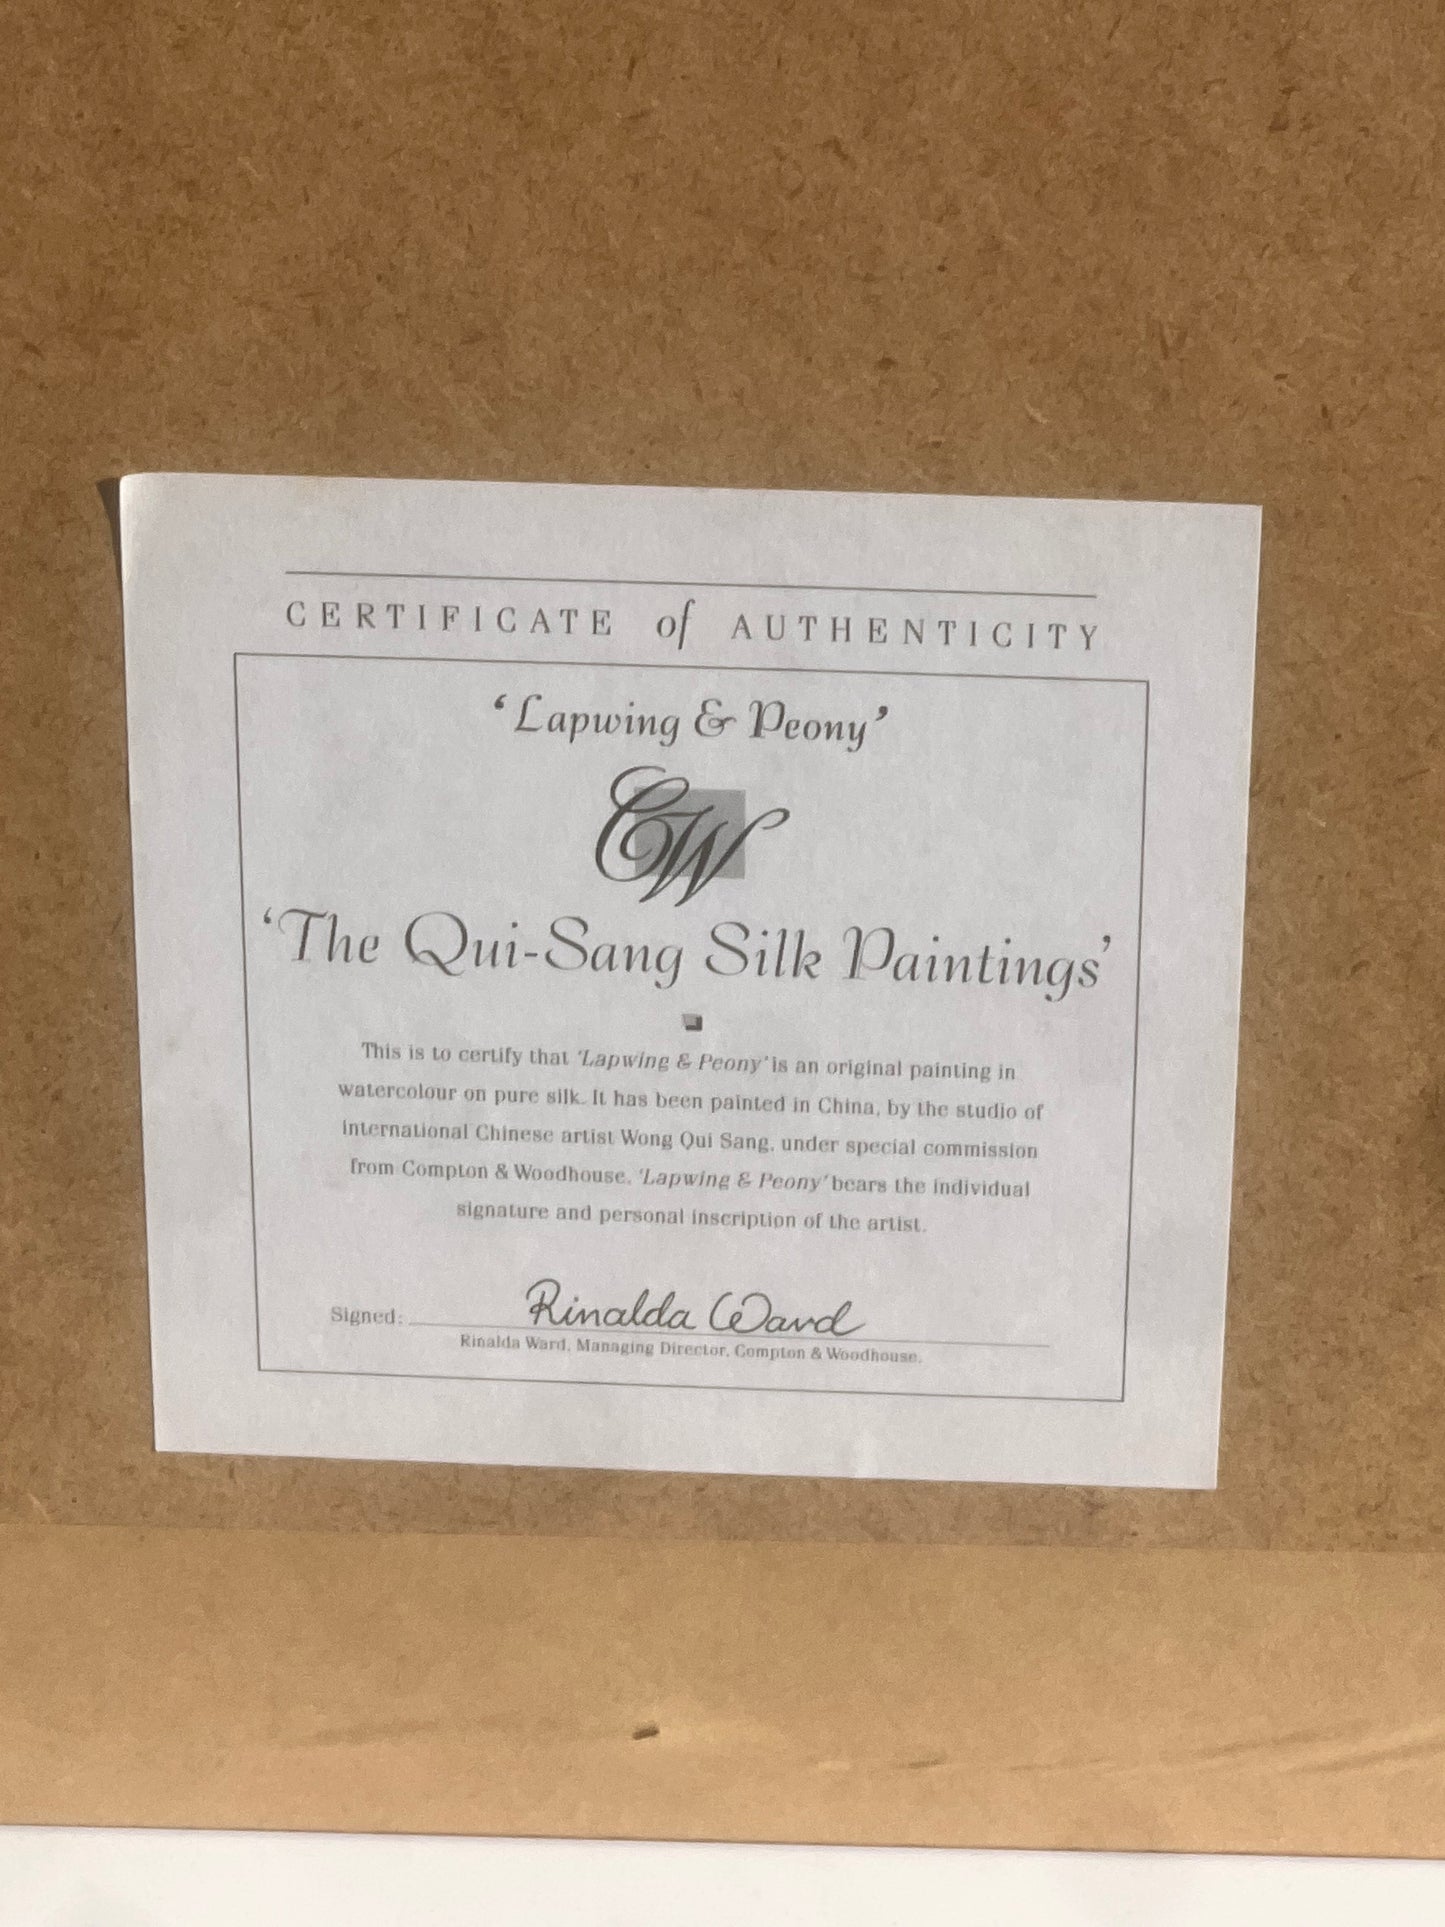 CERTIFICATE of AUTHENTICITY
‘Lapwing & Peony’
CW
‘The Qui-Sang Silk Paintings’
This is to certify that ‘Lapwing & Peony’ is an original painting in
watercolour on pure silk. It has been painted in China, by the studio of
international Chinese artist Wong Qui Sang, under special commission
from Compton & Woodhouse. ‘Lapwing & Peony’ bears the individual
signature and personal inscription of the artist.
Signed: Rinalda Ward
Rinalda Ward, Managing Director, Compton & Woodhouse.